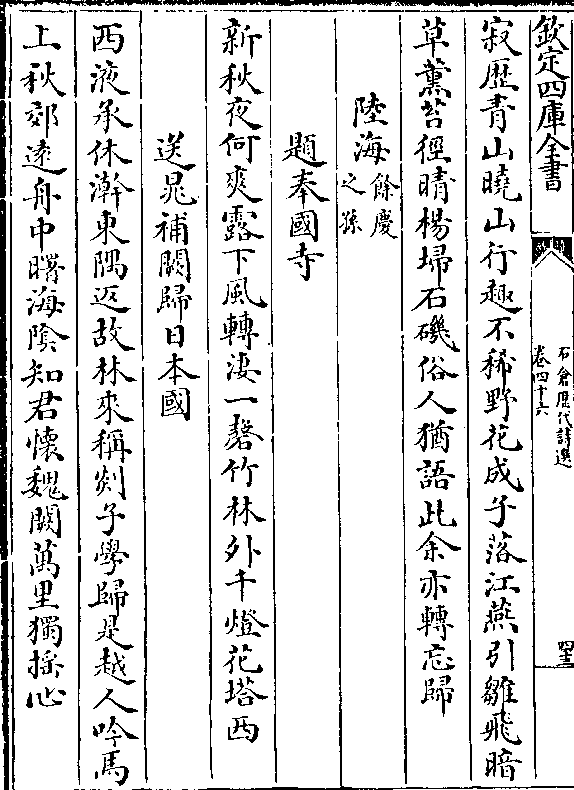 欽定四庫全書
石倉歴代詩選
卷四十六
寂歴青山曉山行趣不稀野花成子落江燕引雛飛暗
草薰苔徑晴楊埽石磯俗人猶語此余亦轉忘歸
陸海餘慶之孫
題奉國寺
新秋夜何爽露下風轉淒一磬竹林外千燈花塔西
送晁補闕歸日本國
西液承休澣東隅返故林來稱郯子學歸是越人吟馬
上秋郊遠舟中曙海陰知君懷魏闕萬里獨揺心